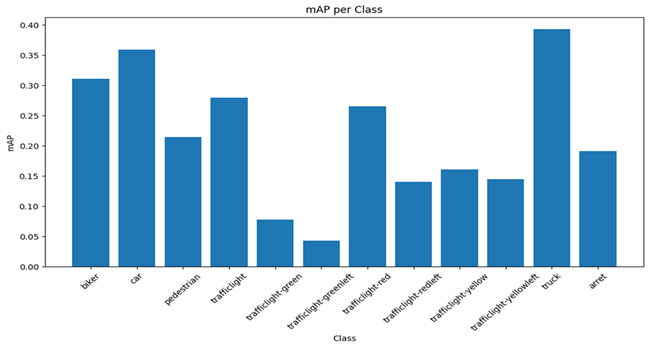 mAP per Class
0.40
0.35
0.30
0.25
0.20
0.15
0.10
0.05
0.00
mAP
biker
car
pedestrian
trafficlight
trafficlight-green
trafficlight-greenleft
trafficlight-red
trafficlight-redleft
trafficlight-yellow
trafficlight-yellowleft
truck
arret
Class